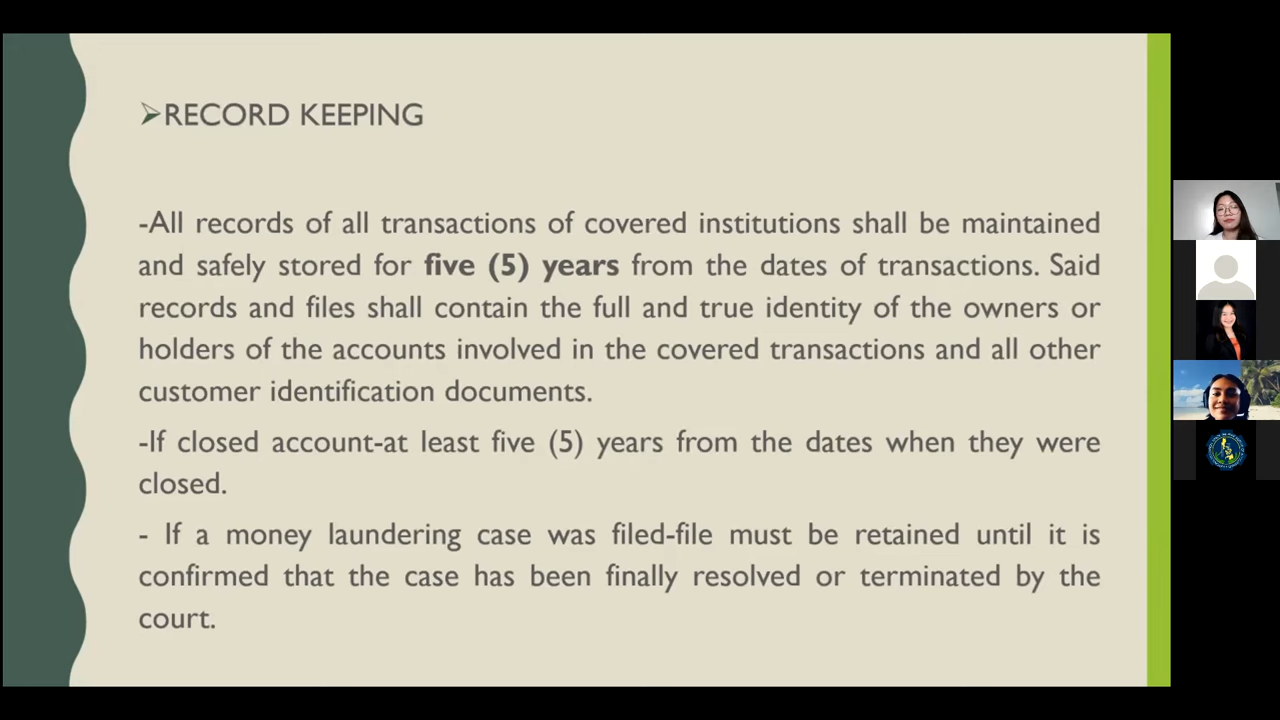 ➢RECORD KEEPING
-All records of all transactions of covered institutions shall be maintained
and safely stored for five (5) years from the dates of transactions. Said
records and files shall contain the full and true identity of the owners or
holders of the accounts involved in the covered transactions and all other
customer identification documents.
-If closed account-at least five (5) years from the dates when they were
closed.
- If a money laundering case was filed-file must be retained until it is
confirmed that the case has been finally resolved or terminated by the
court.